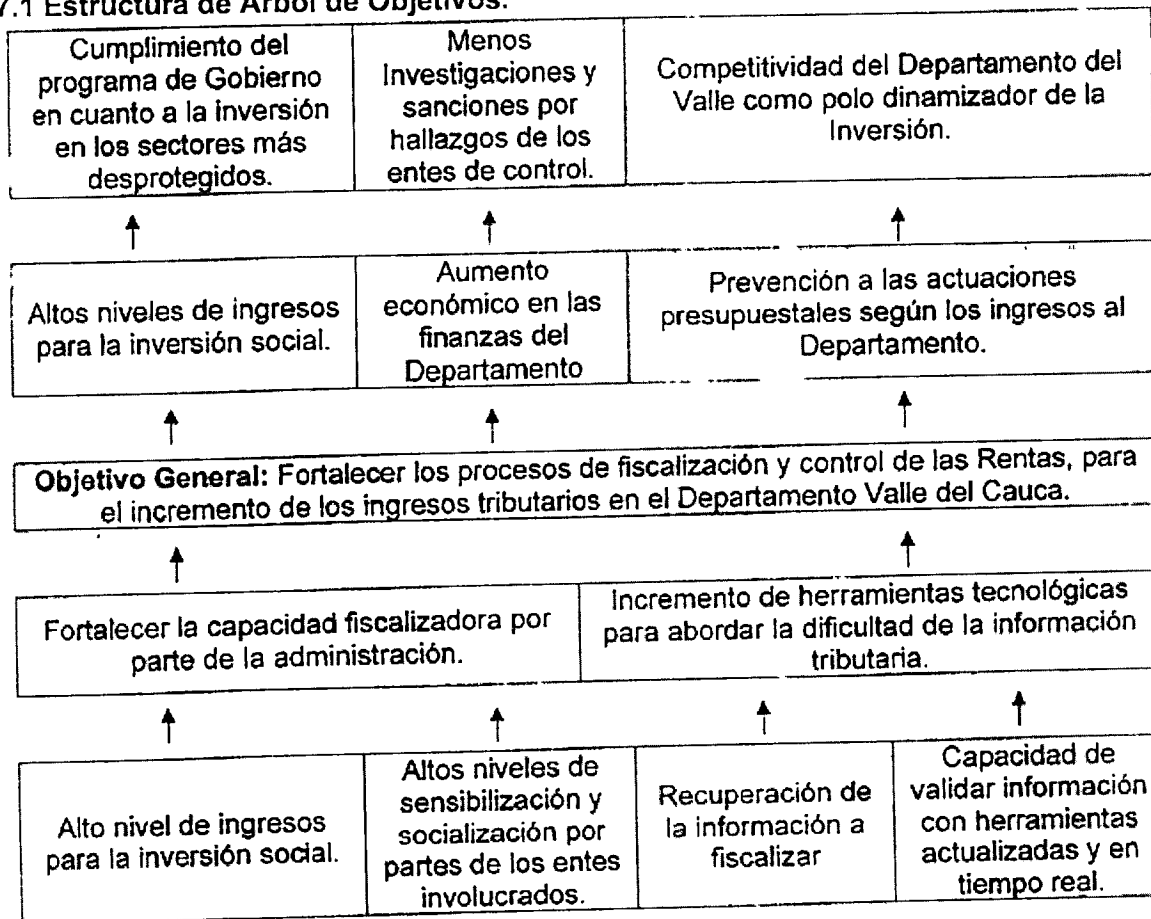 7.1 Estructura de Árbol de Objetivos.
Cumplimiento del
programa de Gobierno
en cuanto a la inversión
en los sectores más
desprotegidos.
Menos
Investigaciones y
sanciones por
hallazgos de los
entes de control.
Competitividad del Departamento del
Valle como polo dinamizador de la
Inversión.
Altos niveles de ingresos
para la inversión social.
Aumento
económico en las
finanzas del
Departamento
Prevención a las actuaciones
presupuestales según los ingresos al
Departamento.
Objetivo General: Fortalecer los procesos de fiscalización y control de las Rentas, para
el incremento de los ingresos tributarios en el Departamento Valle del Cauca.
Fortalecer la capacidad fiscalizadora por
parte de la administración.
Incremento de herramientas tecnológicas
para abordar la dificultad de la información
tributaria.
Alto nivel de ingresos
para la inversión social.
Altos niveles de
sensibilización y
socialización por
partes de los entes
involucrados.
Recuperación de
la información a
fiscalizar
Capacidad de
validar información
con herramientas
actualizadas y en
tiempo real.